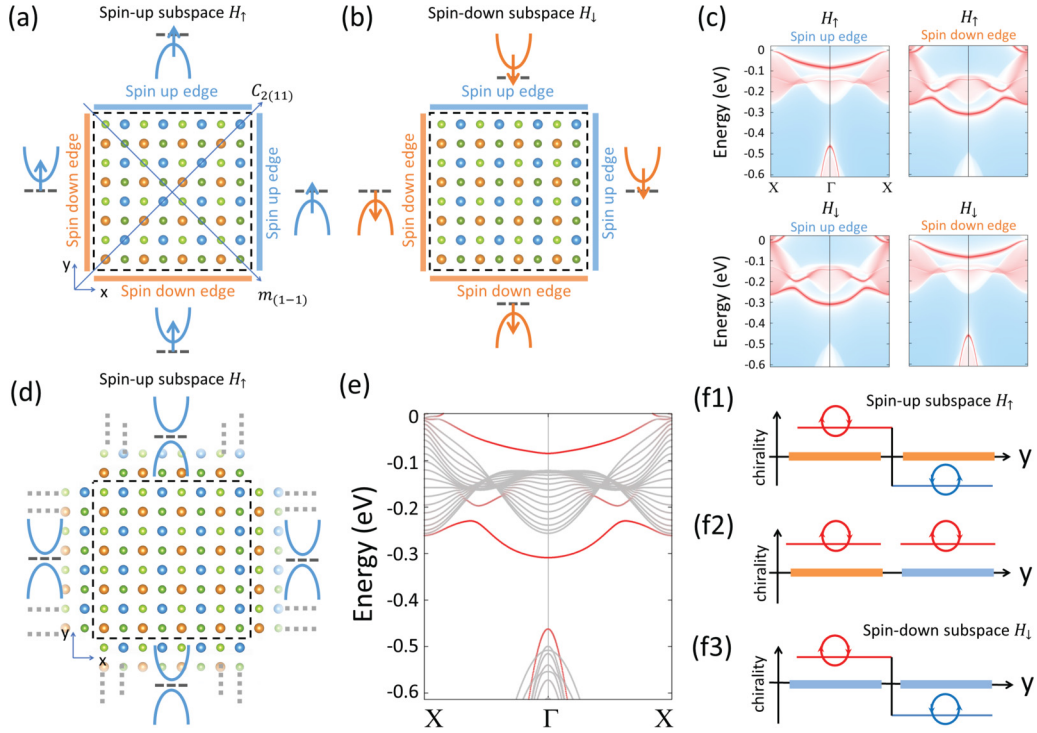 (a)
Spin-up subspace H↑
Spin up edge
C2(11)
Spin down edge
Spin up edge
y
x
Spin down edge
m(1−1)
(b)
Spin-down subspace H↓
Spin up edge
Spin down edge
Spin up edge
Spin down edge
(c)
H↑
Spin up edge
H↑
Spin down edge
Energy (eV)
0
-0.1
-0.2
-0.3
-0.4
-0.5
-0.6
X
Γ
X
H↓
Spin up edge
H↓
Spin down edge
Energy (eV)
0
-0.1
-0.2
-0.3
-0.4
-0.5
-0.6
(d)
Spin-up subspace H↑
y
x
(e)
Energy (eV)
0
-0.1
-0.2
-0.3
-0.4
-0.5
-0.6
X
Γ
X
(f1)
Spin-up subspace H↑
chirality
y
(f2)
chirality
y
(f3)
Spin-down subspace H↓
chirality
y